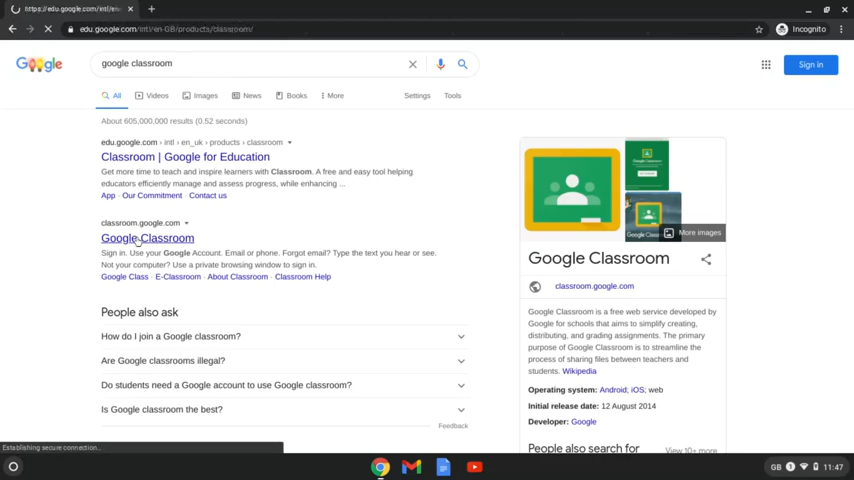 https://edu.google.com/intl/en-
edu.google.com/intl/en-GB/products/classroom/
Incognito
Google
google classroom
Sign in
All
Videos
Images
News
Books
More
Settings
Tools
About 605,000,000 results (0.52 seconds)
edu.google.com › intl › en_uk › products › classroom
Classroom | Google for Education
Get more time to teach and inspire learners with Classroom. A free and easy tool helping
educators efficiently manage and assess progress, while enhancing ...
App · Our Commitment · Contact us
classroom.google.com
Google Classroom
Sign in. Use your Google Account. Email or phone. Forgot email? Type the text you hear or see.
Not your computer? Use a private browsing window to sign in.
Google Class · E-Classroom · About Classroom · Classroom Help
People also ask
How do I join a Google classroom?
Are Google classrooms illegal?
Do students need a Google account to use Google classroom?
Is Google classroom the best?
Feedback
Google Classroom
More images
Google Classroom
classroom.google.com
Google Classroom is a free web service developed by
Google for schools that aims to simplify creating,
distributing, and grading assignments. The primary
purpose of Google Classroom is to streamline the
process of sharing files between teachers and
students. Wikipedia
Operating system: Android; iOS; web
Initial release date: 12 August 2014
Developer: Google
People also search for
View 10+ more
Establishing secure connection...
GB
1
11:47